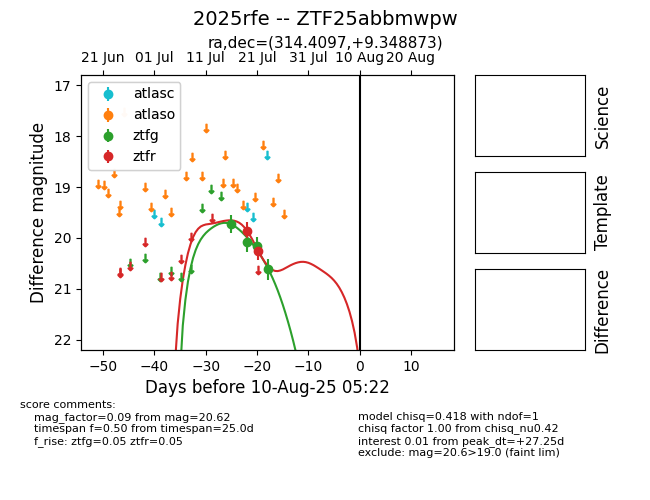 2025rfe -- ZTF25abbmwpw
ra,dec=(314.4097,+9.348873)
21 Jun 01 Jul 11 Jul 21 Jul 31 Jul 10 Aug 20 Aug
atlasc
atlaso
ztfg
ztfr
17
18
19
20
21
22
Difference magnitude
−50 −40 −30 −20 −10 0 10
Days before 10-Aug-25 05:22
Science
Template
Difference
score comments:
mag_factor=0.09 from mag=20.62
timespan f=0.50 from timespan=25.0d
f_rise: ztfg=0.05 ztfr=0.05
model chisq=0.418 with ndof=1
chisq factor 1.00 from chisq_nu0.42
interest 0.01 from peak_dt=+27.25d
exclude: mag=20.6>19.0 (faint lim)